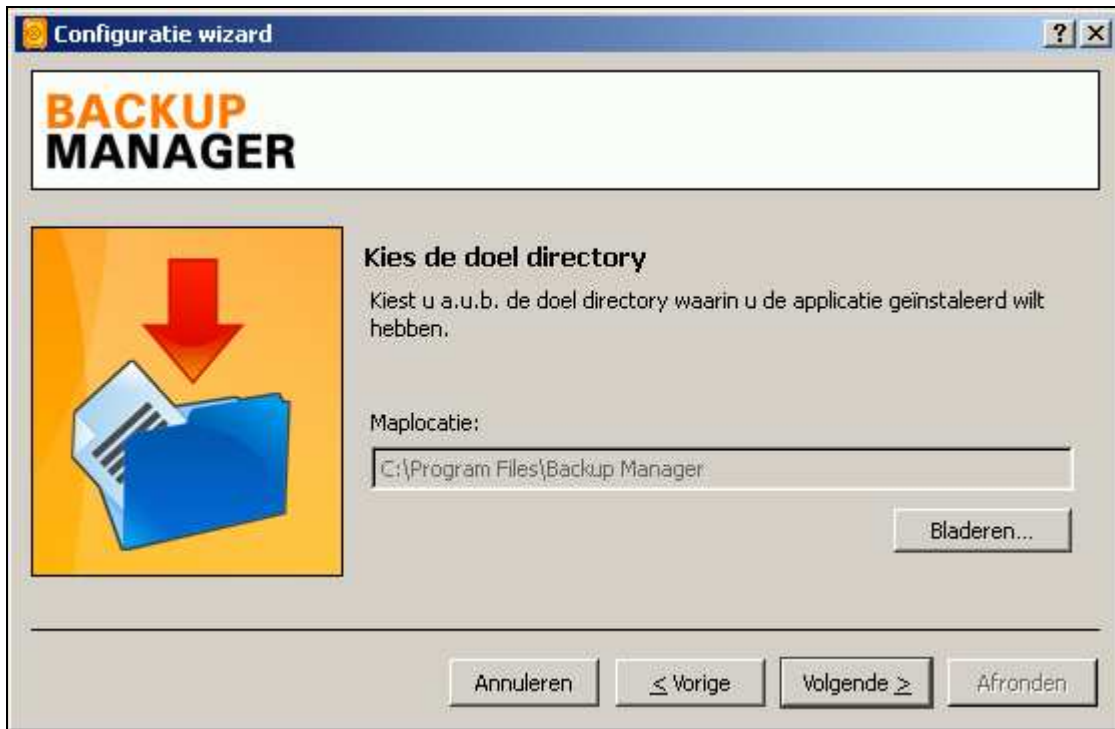 Configuratie wizard
BACKUP
MANAGER
Kies de doel directory
Kiest u a.u.b. de doel directory waarin u de applicatie geïnstaleerd wilt
hebben.
Maplocatie:
C:\Program Files\Backup Manager
Bladeren...
Annuleren
< Vorige
Volgende >
Afronden